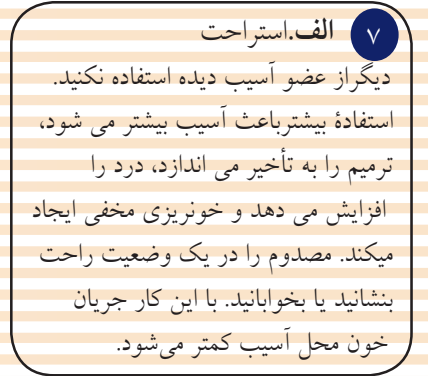 ۷ الف.استراحت
دیگراز عضو آسیب دیده استفاده نکنید.
استفادهٔ بیشترباعث آسیب بیشتر می شود،
ترمیم را به تأخیر می اندازد، درد را
افزایش می دهد و خونریزی مخفی ایجاد
میکند. مصدوم را در یک وضعیت راحت
بنشانید یا بخوابانید. با این کار جریان
خون محل آسیب کمتر می‌شود.